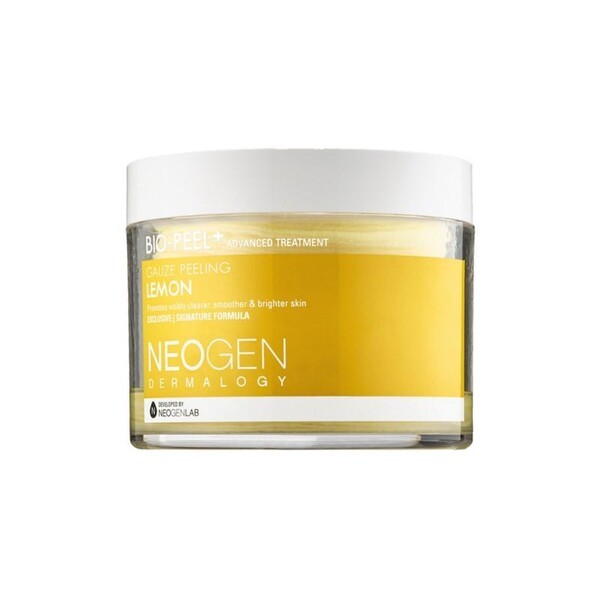 BIO-PEEL+ ADVANCED TREATMENT
GAUZE PEELING
LEMON
Promotes visibly clearer, smoother & brighter skin
EXCLUSIVE | SIGNATURE FORMULA
NEOGEN
DERMALOGY
N DEVELOPED BY
NEOGENLAB